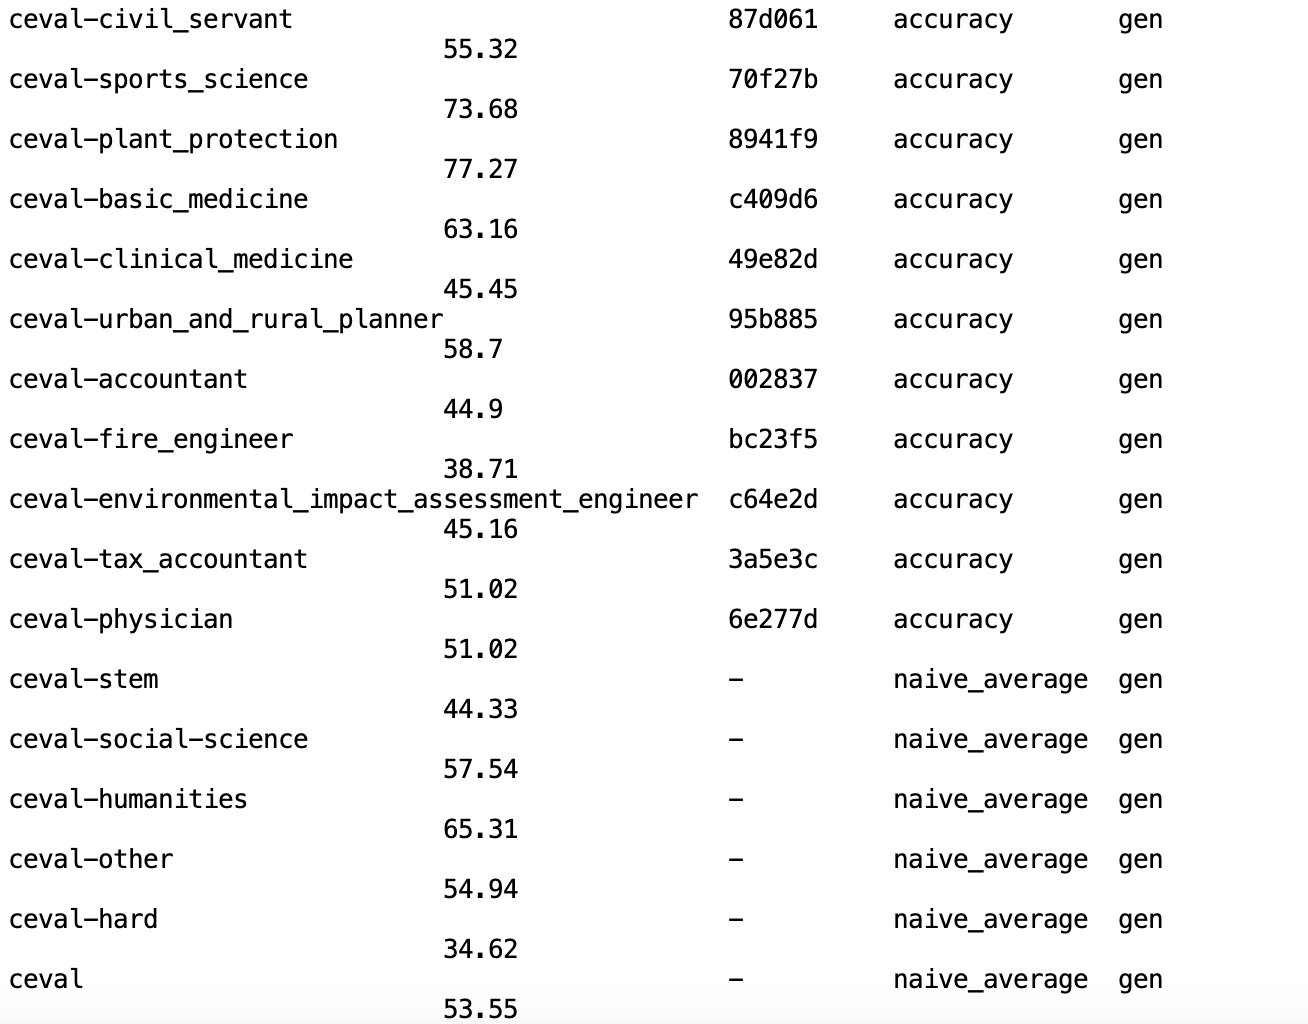 ceval-civil_servant 87d061 accuracy gen
55.32
ceval-sports_science 70f27b accuracy gen
73.68
ceval-plant_protection 8941f9 accuracy gen
77.27
ceval-basic_medicine c409d6 accuracy gen
63.16
ceval-clinical_medicine 49e82d accuracy gen
45.45
ceval-urban_and_rural_planner 95b885 accuracy gen
58.7
ceval-accountant 002837 accuracy gen
44.9
ceval-fire_engineer bc23f5 accuracy gen
38.71
ceval-environmental_impact_assessment_engineer c64e2d accuracy gen
45.16
ceval-tax_accountant 3a5e3c accuracy gen
51.02
ceval-physician 6e277d accuracy gen
51.02
ceval-stem - naive_average gen
44.33
ceval-social-science - naive_average gen
57.54
ceval-humanities - naive_average gen
65.31
ceval-other - naive_average gen
54.94
ceval-hard - naive_average gen
34.62
ceval - naive_average gen
53.55